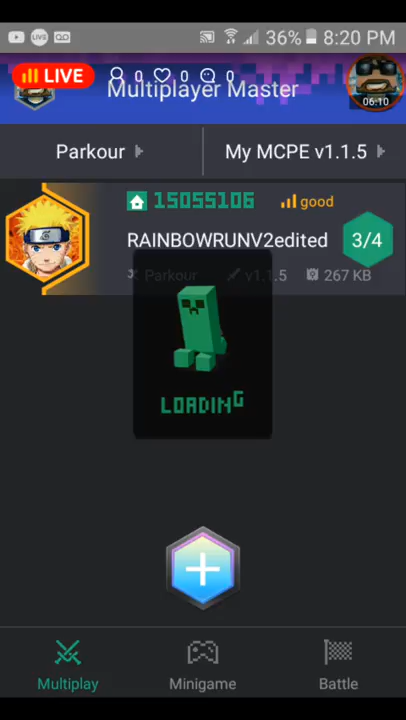 LIVE 36% 8:20 PM
LIVE 0 0 0
Multiplayer Master
06:10
Parkour My MCPE v1.1.5
15055106 good
RAINBOWRUNV2edited 3/4
Parkour v1.1.5 267 KB
LOADING
Multiplay Minigame Battle